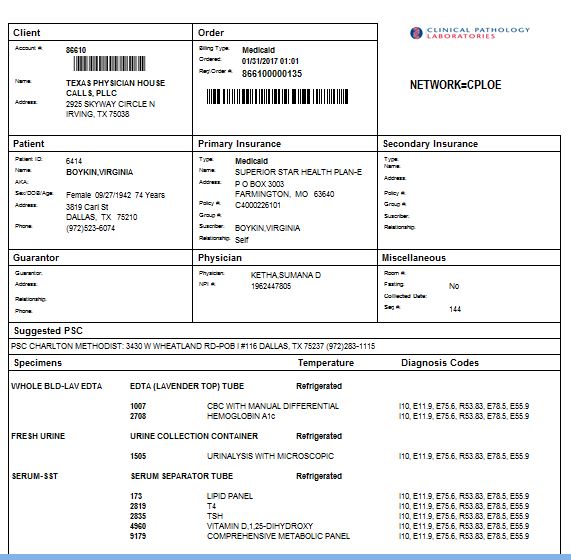 Client
Order
CLINICAL PATHOLOGY
LABORATORIES
Account #: 86610
Billing Type: Medicaid
Ordered: 01/31/2017 01:01
Req/Order #: 866100000135
NETWORK=CPLOE
Name: TEXAS PHYSICIAN HOUSE
CALLS, PLLC
Address: 2925 SKYWAY CIRCLE N
IRVING, TX 75038
Patient
Primary Insurance
Secondary Insurance
Patient ID: 6414
Name: BOYKIN,VIRGINIA
AKA:
Sex/DOB/Age: Female 09/27/1942 74 Years
Address: 3819 Carl St
DALLAS, TX 75210
Phone: (972)523-6074
Type: Medicaid
Name: SUPERIOR STAR HEALTH PLAN-E
Address: P O BOX 3003
FARMINGTON, MO 63640
Policy #: C4000226101
Group #:
Suscriber: BOYKIN,VIRGINIA
Relationship: Self
Type:
Name:
Address:
Policy #:
Group #:
Suscriber:
Relationship:
Guarantor
Physician
Miscellaneous
Guarantor:
Address:
Relationship:
Phone:
Physician: KETHA,SUMANA D
NPI #: 1962447805
Room #:
Fasting: No
Collected Date:
Seq #: 144
Suggested PSC
PSC CHARLTON METHODIST: 3430 W WHEATLAND RD-POB I #116 DALLAS, TX 75237 (972)283-1115
Specimens Temperature Diagnosis Codes
WHOLE BLD-LAV EDTA EDTA (LAVENDER TOP) TUBE Refrigerated
1007 CBC WITH MANUAL DIFFERENTIAL I10, E11.9, E75.6, R53.83, E78.5, E55.9
2708 HEMOGLOBIN A1c I10, E11.9, E75.6, R53.83, E78.5, E55.9
FRESH URINE URINE COLLECTION CONTAINER Refrigerated
1505 URINALYSIS WITH MICROSCOPIC I10, E11.9, E75.6, R53.83, E78.5, E55.9
SERUM-SST SERUM SEPARATOR TUBE Refrigerated
173 LIPID PANEL I10, E11.9, E75.6, R53.83, E78.5, E55.9
2819 T4 I10, E11.9, E75.6, R53.83, E78.5, E55.9
2835 TSH I10, E11.9, E75.6, R53.83, E78.5, E55.9
4960 VITAMIN D,1,25-DIHYDROXY I10, E11.9, E75.6, R53.83, E78.5, E55.9
9179 COMPREHENSIVE METABOLIC PANEL I10, E11.9, E75.6, R53.83, E78.5, E55.9